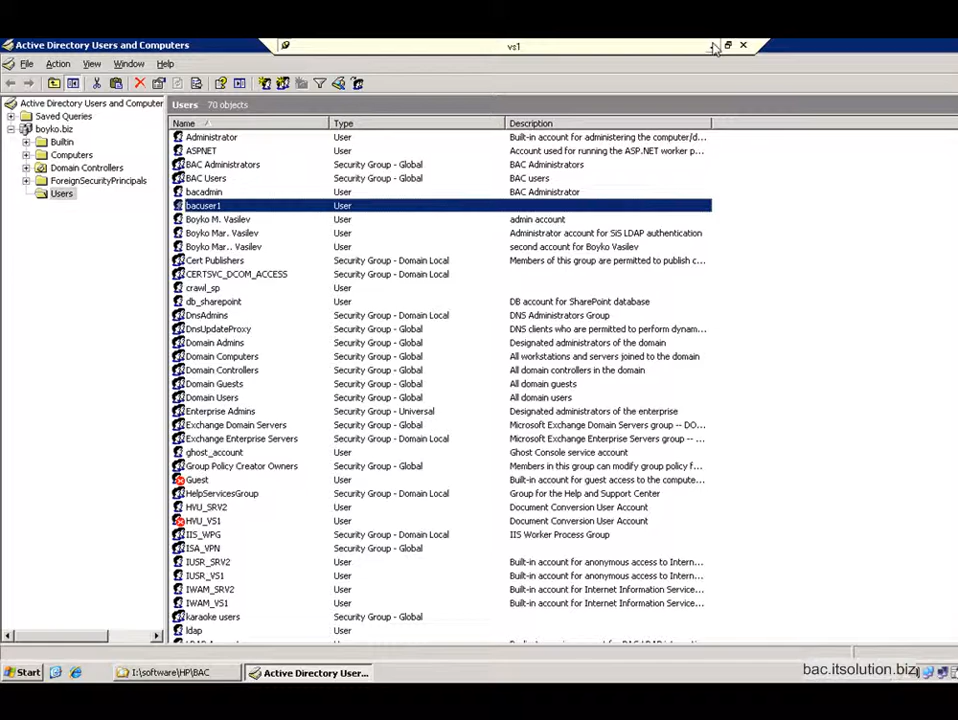 Active Directory Users and Computers
vs1
File Action View Window Help
Active Directory Users and Computer Users 70 objects
Saved Queries
boyko.biz
Builtin
Computers
Domain Controllers
ForeignSecurityPrincipals
Users
Name Type Description
Administrator User Built-in account for administering the computer/d...
ASPNET User Account used for running the ASP.NET worker p...
BAC Administrators Security Group - Global BAC Administrators
BAC Users Security Group - Global BAC users
bacadmin User BAC Administrator
bacuser1 User
Boyko M. Vasilev User admin account
Boyko Mar. Vasilev User Administrator account for SiS LDAP authentication
Boyko Mar.. Vasilev User second account for Boyko Vasilev
Cert Publishers Security Group - Domain Local Members of this group are permitted to publish c...
CERTSVC_DCOM_ACCESS Security Group - Domain Local
crawl_sp User
db_sharepoint User DB account for SharePoint database
DnsAdmins Security Group - Domain Local DNS Administrators Group
DnsUpdateProxy Security Group - Global DNS clients who are permitted to perform dynam...
Domain Admins Security Group - Global Designated administrators of the domain
Domain Computers Security Group - Global All workstations and servers joined to the domain
Domain Controllers Security Group - Global All domain controllers in the domain
Domain Guests Security Group - Global All domain guests
Domain Users Security Group - Global All domain users
Enterprise Admins Security Group - Universal Designated administrators of the enterprise
Exchange Domain Servers Security Group - Global Microsoft Exchange Domain Servers group -- DO...
Exchange Enterprise Servers Security Group - Domain Local Microsoft Exchange Enterprise Servers group --...
ghost_account User Ghost Console service account
Group Policy Creator Owners Security Group - Global Members in this group can modify group policy f...
Guest User Built-in account for guest access to the compute...
HelpServicesGroup Security Group - Domain Local Group for the Help and Support Center
HVU_SRV2 User Document Conversion User Account
HVU_VS1 User Document Conversion User Account
IIS_WPG Security Group - Domain Local IIS Worker Process Group
ISA_VPN Security Group - Global
IUSR_SRV2 User Built-in account for anonymous access to Intern...
IUSR_VS1 User Built-in account for anonymous access to Intern...
IWAM_SRV2 User Built-in account for Internet Information Service...
IWAM_VS1 User Built-in account for Internet Information Service...
karaoke users Security Group - Global
ldap User
Start I:\software\HP\BAC Active Directory User... bac.itsolution.biz